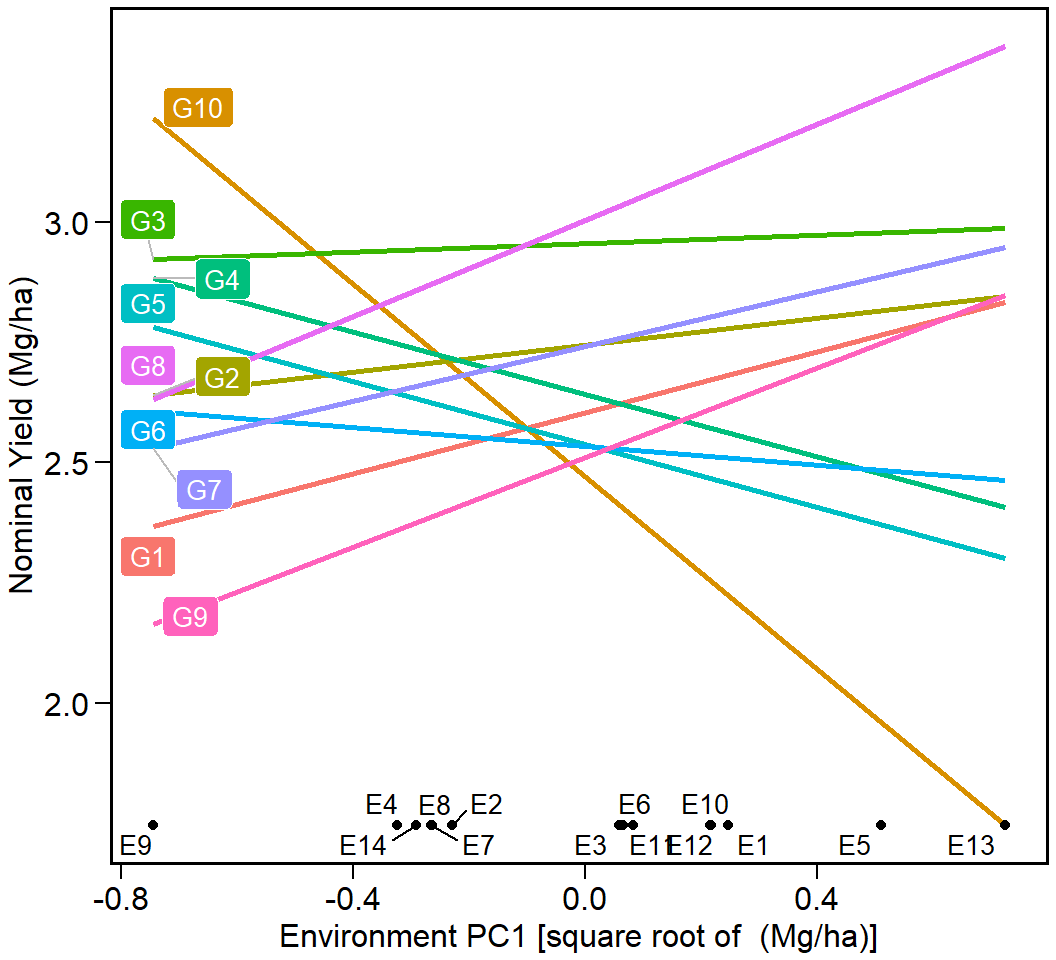 G10
G3
3.0
G4
G5
G8
G2
G6
2.5
G7
G1
G9
2.0
Nominal Yield (Mg/ha)
E4 E8 E2 E6 E10
E9 E14 E7 E3 E11 E12 E1 E5 E13
-0.8 -0.4 0.0 0.4
Environment PC1 [square root of  (Mg/ha)]